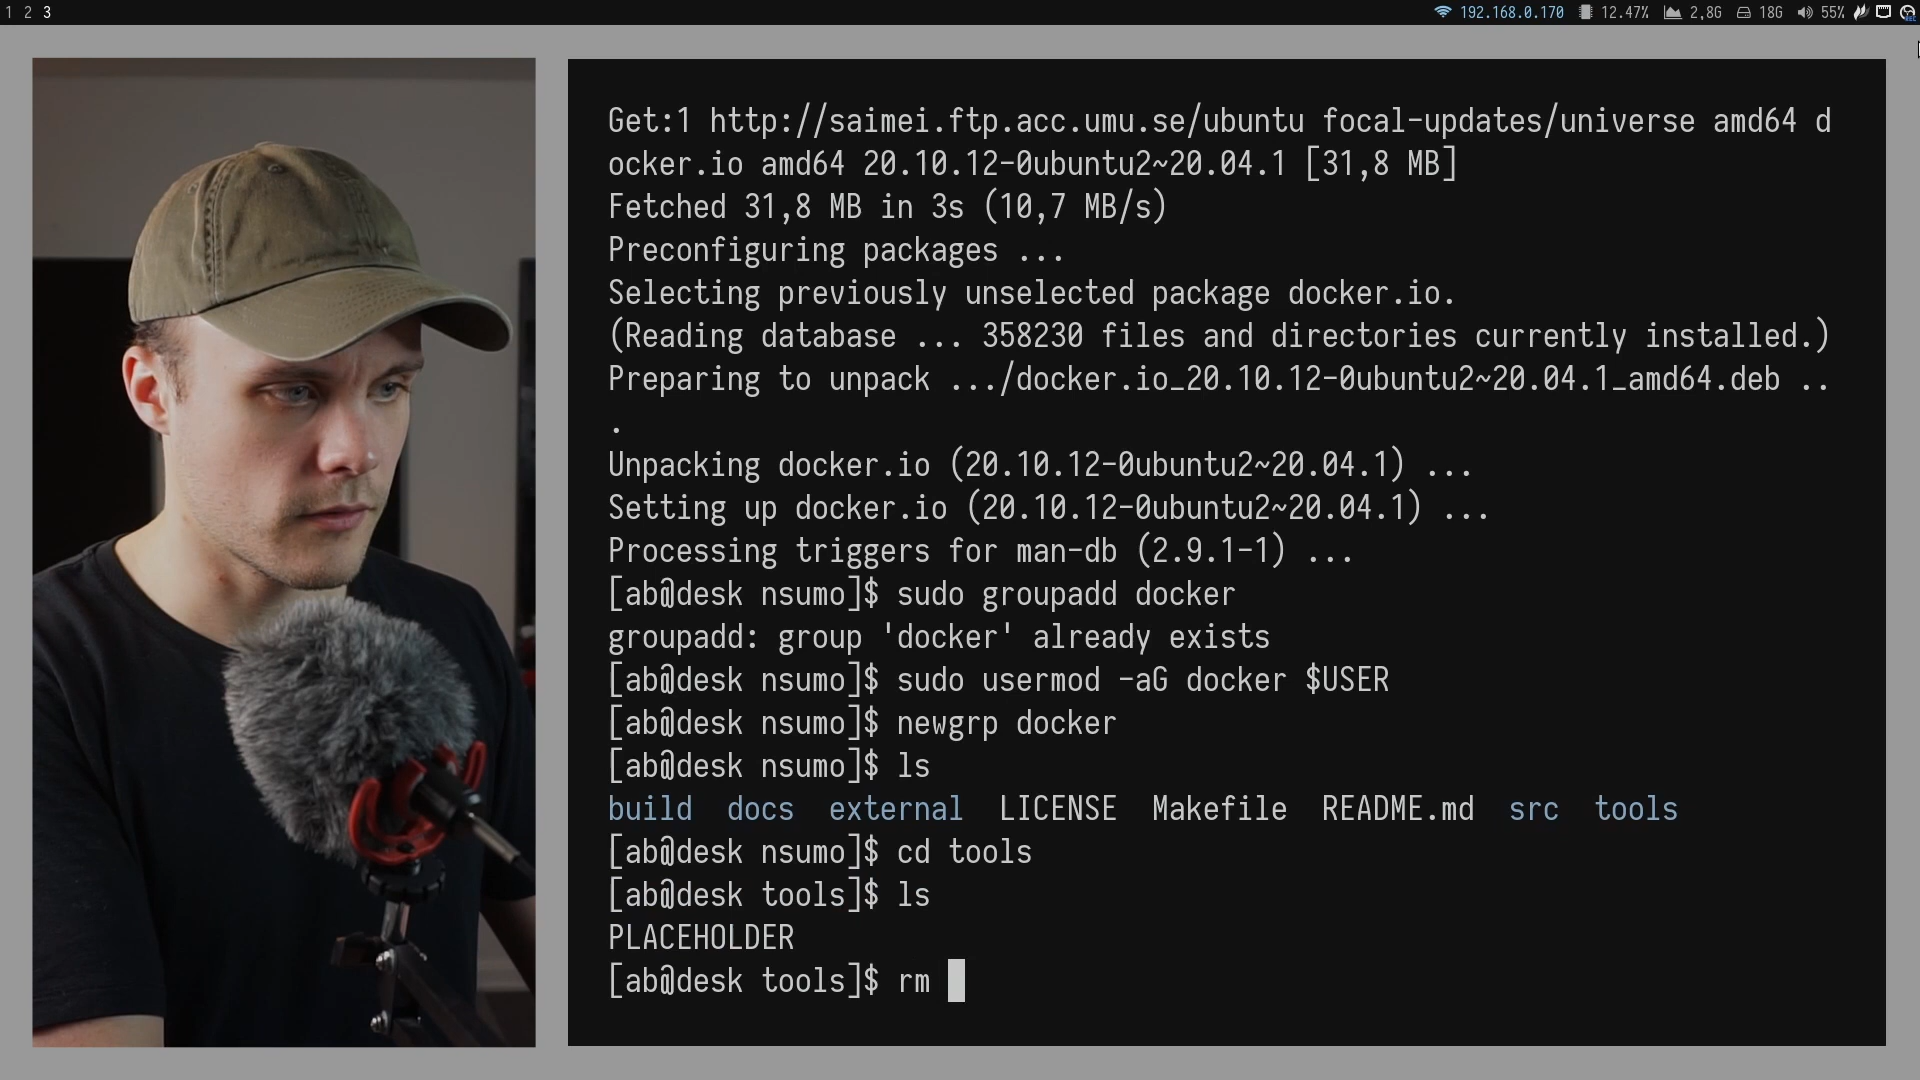 1 2 3
192.168.0.170 12.47% 2,8G 18G 55%
Get:1 http://saimei.ftp.acc.umu.se/ubuntu focal-updates/universe amd64 d
ocker.io amd64 20.10.12-0ubuntu2~20.04.1 [31,8 MB]
Fetched 31,8 MB in 3s (10,7 MB/s)
Preconfiguring packages ...
Selecting previously unselected package docker.io.
(Reading database ... 358230 files and directories currently installed.)
Preparing to unpack .../docker.io_20.10.12-0ubuntu2~20.04.1_amd64.deb ..
.
Unpacking docker.io (20.10.12-0ubuntu2~20.04.1) ...
Setting up docker.io (20.10.12-0ubuntu2~20.04.1) ...
Processing triggers for man-db (2.9.1-1) ...
[ab@desk nsumo]$ sudo groupadd docker
groupadd: group 'docker' already exists
[ab@desk nsumo]$ sudo usermod -aG docker $USER
[ab@desk nsumo]$ newgrp docker
[ab@desk nsumo]$ ls
build docs external LICENSE Makefile README.md src tools
[ab@desk nsumo]$ cd tools
[ab@desk tools]$ ls
PLACEHOLDER
[ab@desk tools]$ rm